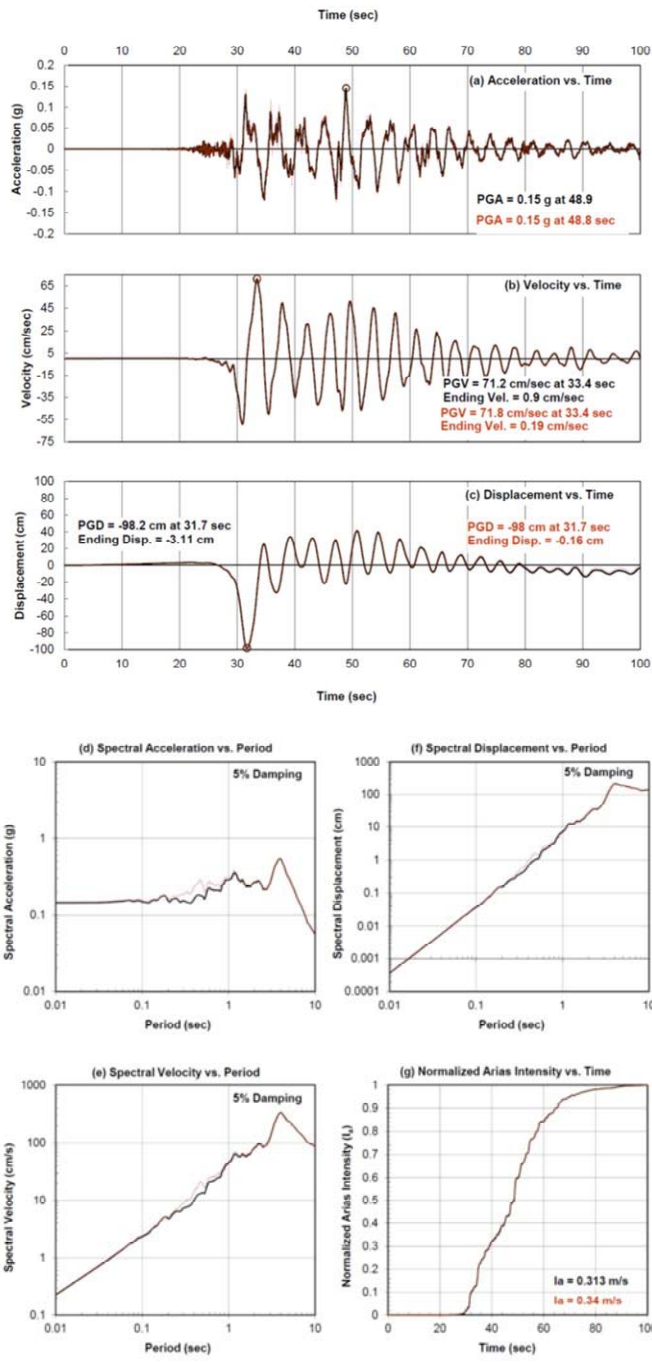 Time (sec)
0 10 20 30 40 50 60 70 80 90 100
(a) Acceleration vs. Time
Acceleration (g)
0.2
0.15
0.1
0.05
0
-0.05
-0.1
-0.15
-0.2
PGA = 0.15 g at 48.9
PGA = 0.15 g at 48.8 sec
(b) Velocity vs. Time
Velocity (cm/sec)
65
45
25
5
-15
-35
-55
-75
PGV = 71.2 cm/sec at 33.4 sec
Ending Vel. = 0.9 cm/sec
PGV = 71.8 cm/sec at 33.4 sec
Ending Vel. = 0.19 cm/sec
(c) Displacement vs. Time
Displacement (cm)
100
80
60
40
20
0
-20
-40
-60
-80
-100
PGD = -98.2 cm at 31.7 sec
Ending Disp. = -3.11 cm
PGD = -98 cm at 31.7 sec
Ending Disp. = -0.16 cm
0 10 20 30 40 50 60 70 80 90 100
Time (sec)
(d) Spectral Acceleration vs. Period
5% Damping
Spectral Acceleration (g)
10
1
0.1
0.01
0.01 0.1 1 10
Period (sec)
(f) Spectral Displacement vs. Period
5% Damping
Spectral Displacement (cm)
1000
100
10
1
0.1
0.01
0.001
0.0001
0.01 0.1 1 10
Period (sec)
(e) Spectral Velocity vs. Period
5% Damping
Spectral Velocity (cm/s)
1000
100
10
1
0.1
0.01 0.1 1 10
Period (sec)
(g) Normalized Arias Intensity vs. Time
Normalized Arias Intensity (Iₐ)
1
0.9
0.8
0.7
0.6
0.5
0.4
0.3
0.2
0.1
0
Ia = 0.313 m/s
Ia = 0.34 m/s
0 20 40 60 80 100
Time (sec)